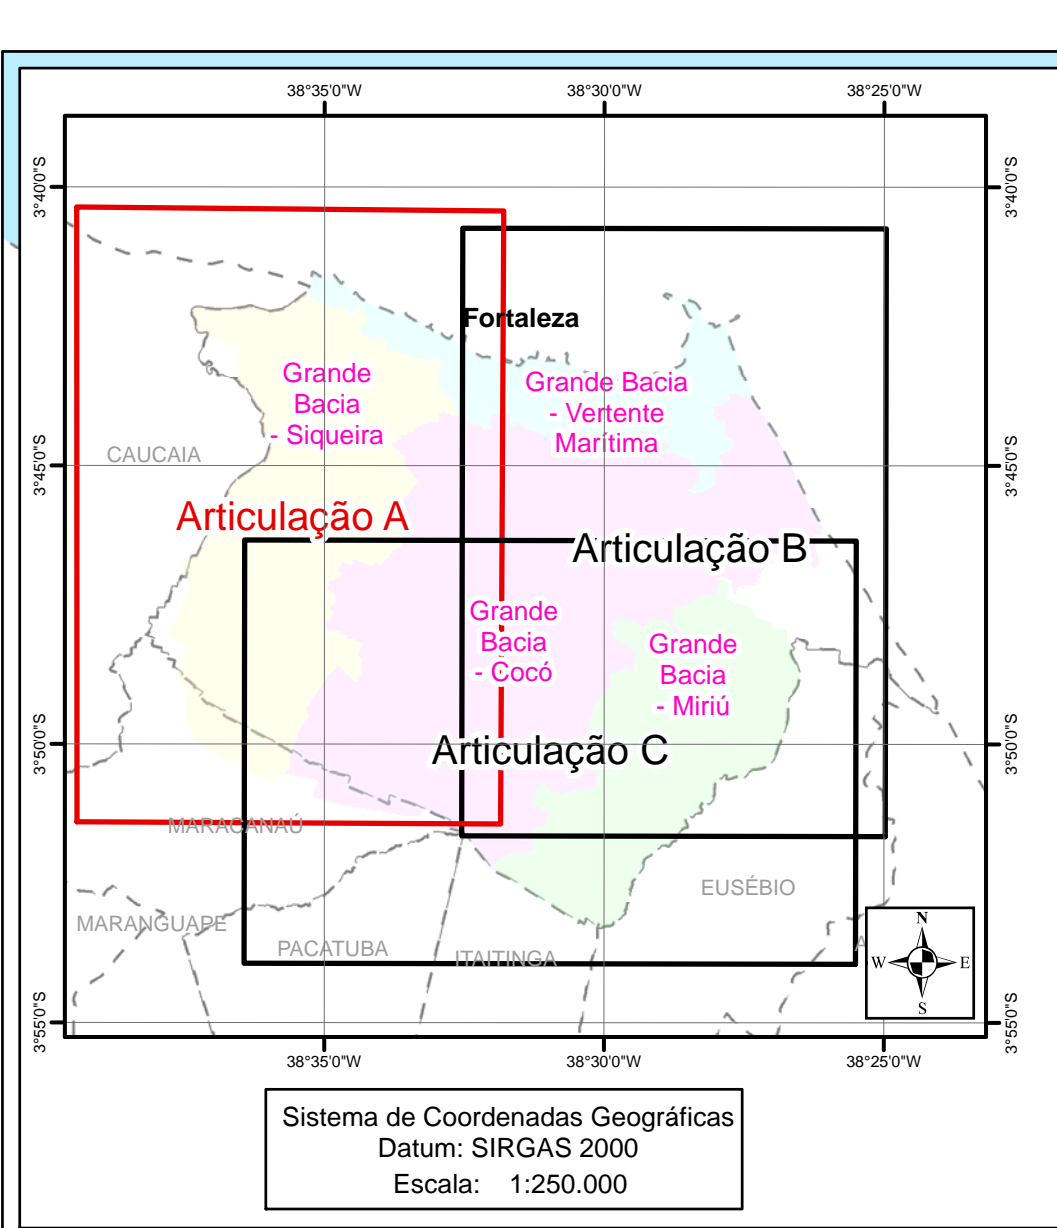 38°35'0"W
38°30'0"W
38°25'0"W
3°40'0"S
3°40'0"S
Fortaleza
Grande
Bacia
- Siqueira
Grande Bacia
- Vertente
Marítima
CAUCAIA
3°45'0"S
3°45'0"S
Articulação A
Articulação B
Grande
Bacia
- Cocó
Grande
Bacia
- Miriú
3°50'0"S
3°50'0"S
Articulação C
MARACANAÚ
EUSÉBIO
MARANGUAPE
PACATUBA
ITAITINGA
A
N
W
E
S
3°55'0"S
3°55'0"S
38°35'0"W
38°30'0"W
38°25'0"W
Sistema de Coordenadas Geográficas
Datum: SIRGAS 2000
Escala: 1:250.000